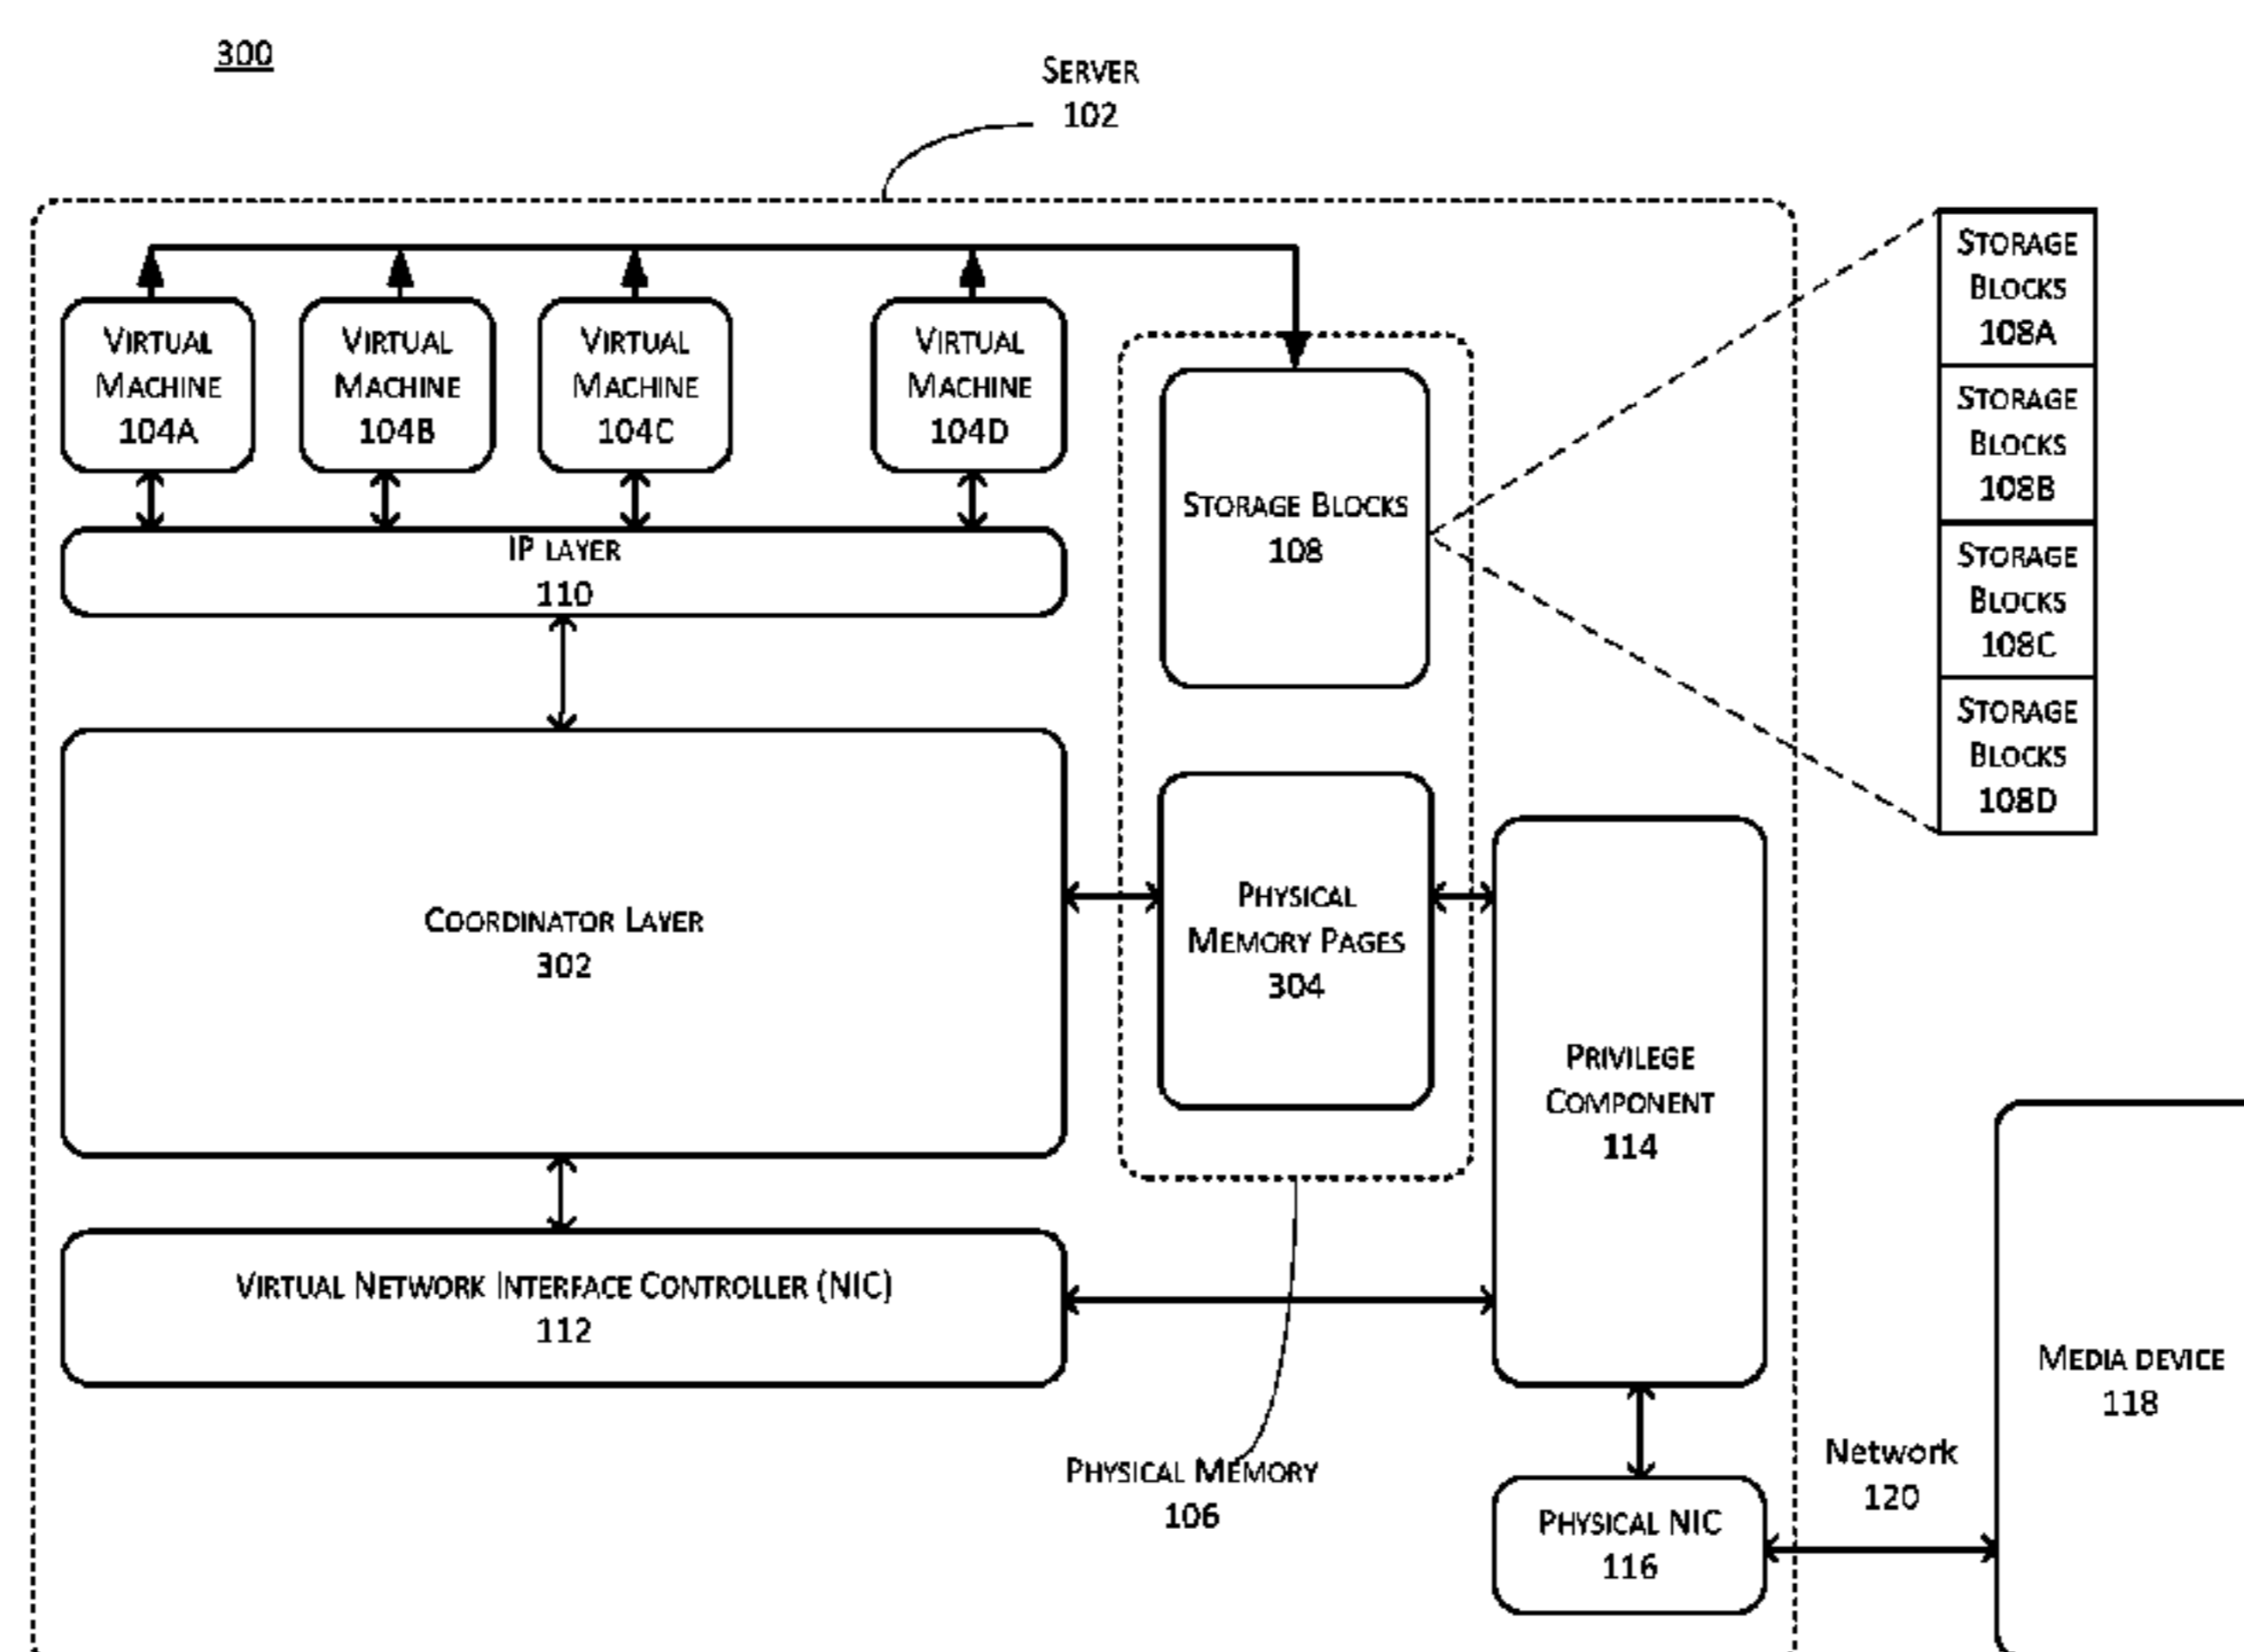 300
SERVER
102
VIRTUAL
MACHINE
104A
VIRTUAL
MACHINE
104B
VIRTUAL
MACHINE
104C
VIRTUAL
MACHINE
104D
IP LAYER
110
STORAGE BLOCKS
108
STORAGE
BLOCKS
108A
STORAGE
BLOCKS
108B
STORAGE
BLOCKS
108C
STORAGE
BLOCKS
108D
COORDINATOR LAYER
302
PHYSICAL
MEMORY PAGES
304
PRIVILEGE
COMPONENT
114
VIRTUAL NETWORK INTERFACE CONTROLLER (NIC)
112
PHYSICAL MEMORY
106
PHYSICAL NIC
116
Network
120
MEDIA DEVICE
118